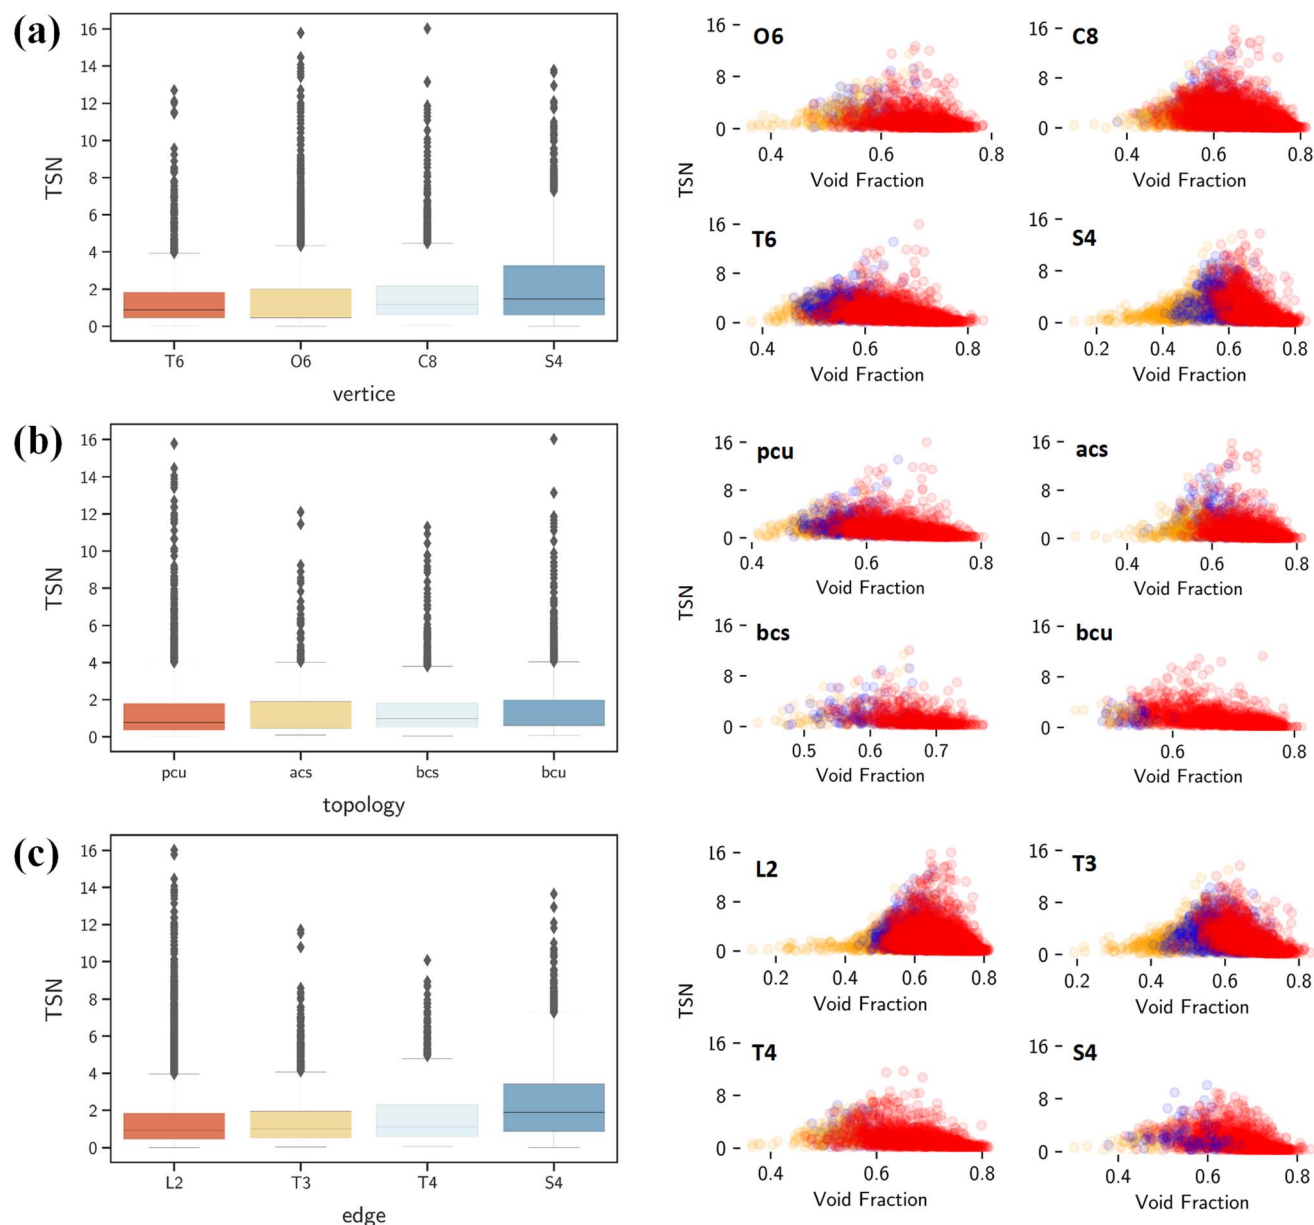 (a)
TSN
16
14
12
10
8
6
4
2
0
T6 O6 C8 S4
vertice
TSN
O6
16
8
0
0.4 0.6 0.8
Void Fraction
C8
16
8
0
0.4 0.6 0.8
Void Fraction
T6
16
8
0
0.4 0.6 0.8
Void Fraction
S4
16
8
0
0.2 0.4 0.6 0.8
Void Fraction
(b)
TSN
16
14
12
10
8
6
4
2
0
pcu acs bcs bcu
topology
TSN
pcu
16
8
0
0.4 0.6 0.8
Void Fraction
acs
16
8
0
0.4 0.6 0.8
Void Fraction
bcs
16
8
0
0.5 0.6 0.7
Void Fraction
bcu
16
8
0
0.6 0.8
Void Fraction
(c)
TSN
16
14
12
10
8
6
4
2
0
L2 T3 T4 S4
edge
TSN
L2
16
8
0
0.2 0.4 0.6 0.8
Void Fraction
T3
16
8
0
0.2 0.4 0.6 0.8
Void Fraction
T4
16
8
0
0.4 0.6 0.8
Void Fraction
S4
16
8
0
0.4 0.6 0.8
Void Fraction